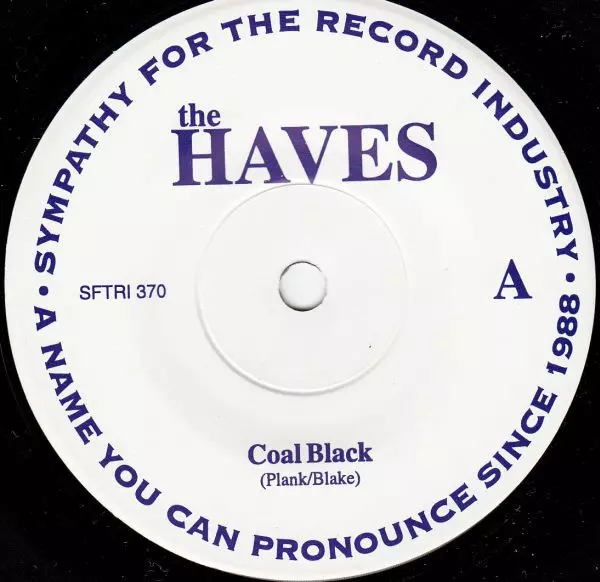 • SYMPATHY FOR THE RECORD INDUSTRY •
A NAME YOU CAN PRONOUNCE SINCE 1988
the
HAVES
SFTRI 370
A
Coal Black
(Plank/Blake)